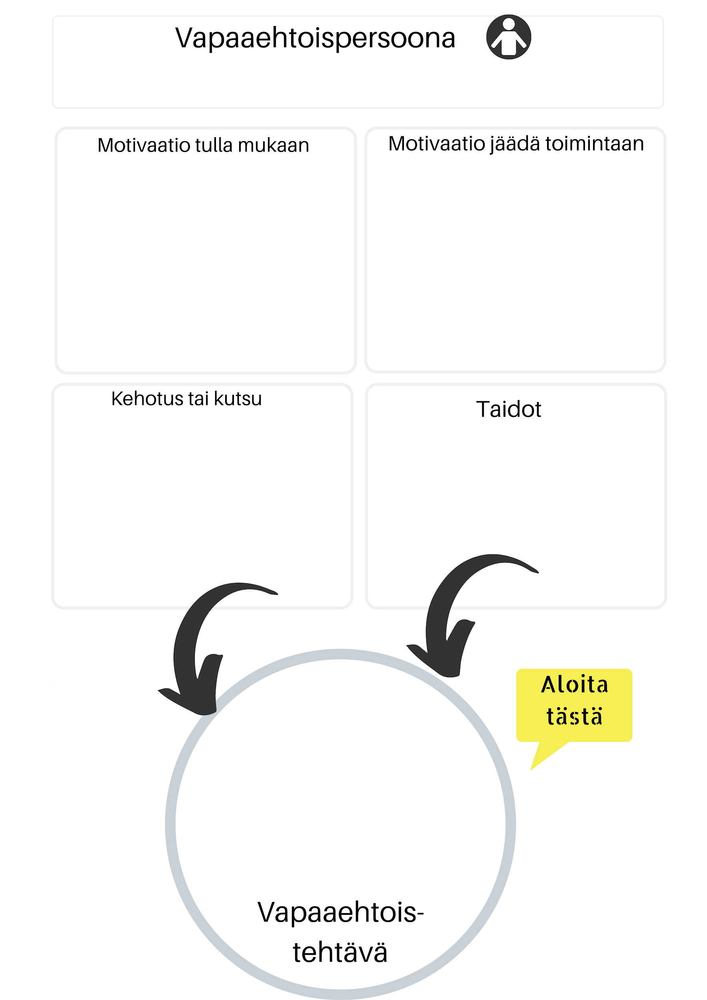 Vapaaehtoispersoona
Motivaatio tulla mukaan
Motivaatio jäädä toimintaan
Kehotus tai kutsu
Taidot
Aloita
tästä
Vapaaehtois-
tehtävä